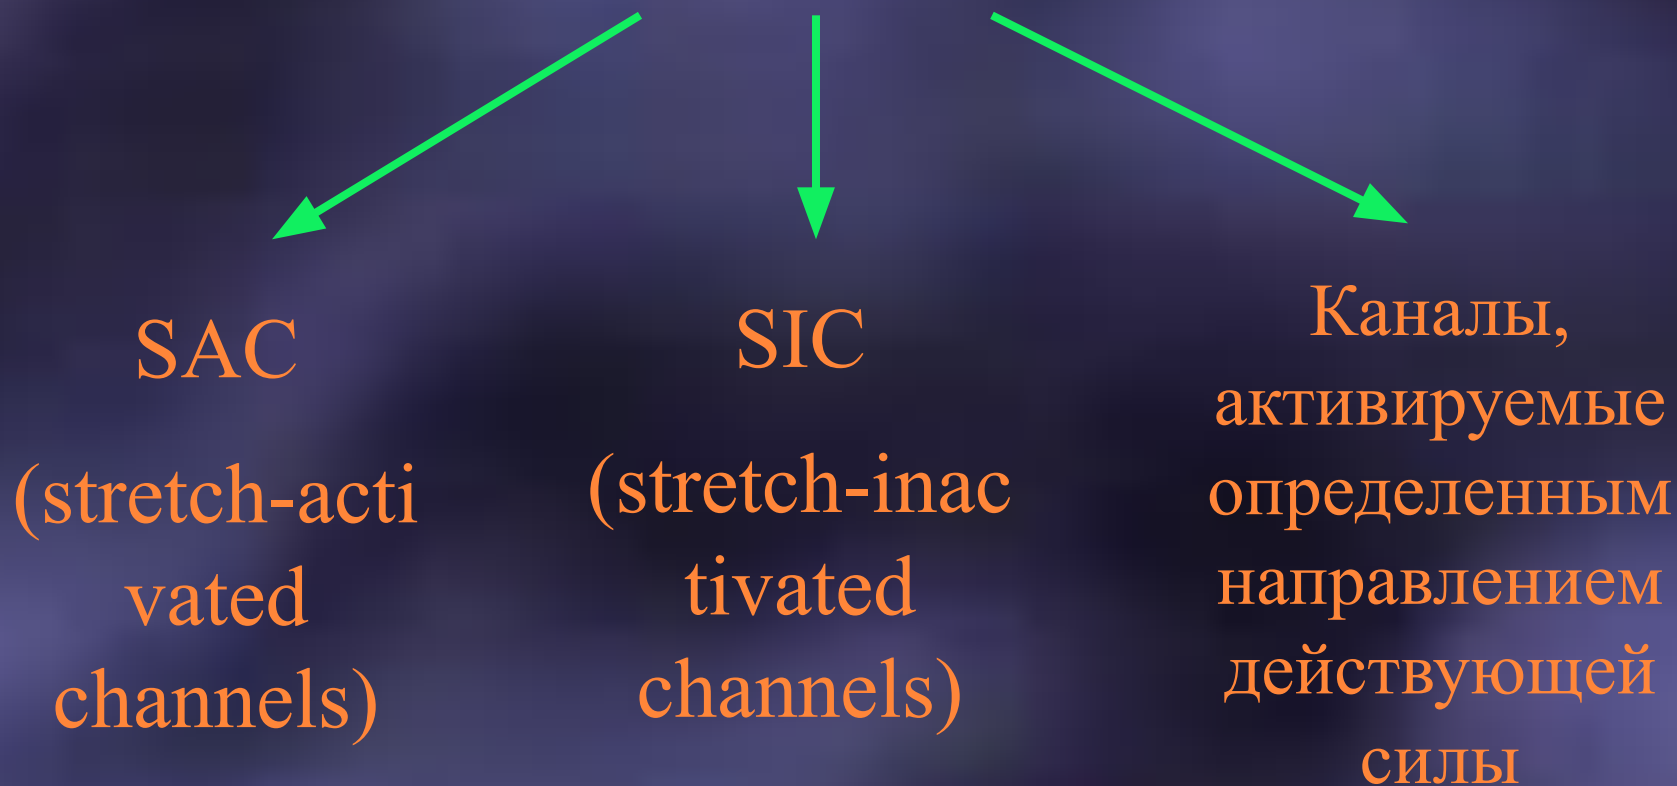 SAC
(stretch-acti
vated
channels)
SIC
(stretch-inac
tivated
channels)
Каналы,
активируемые
определенным
направлением
действующей
силы